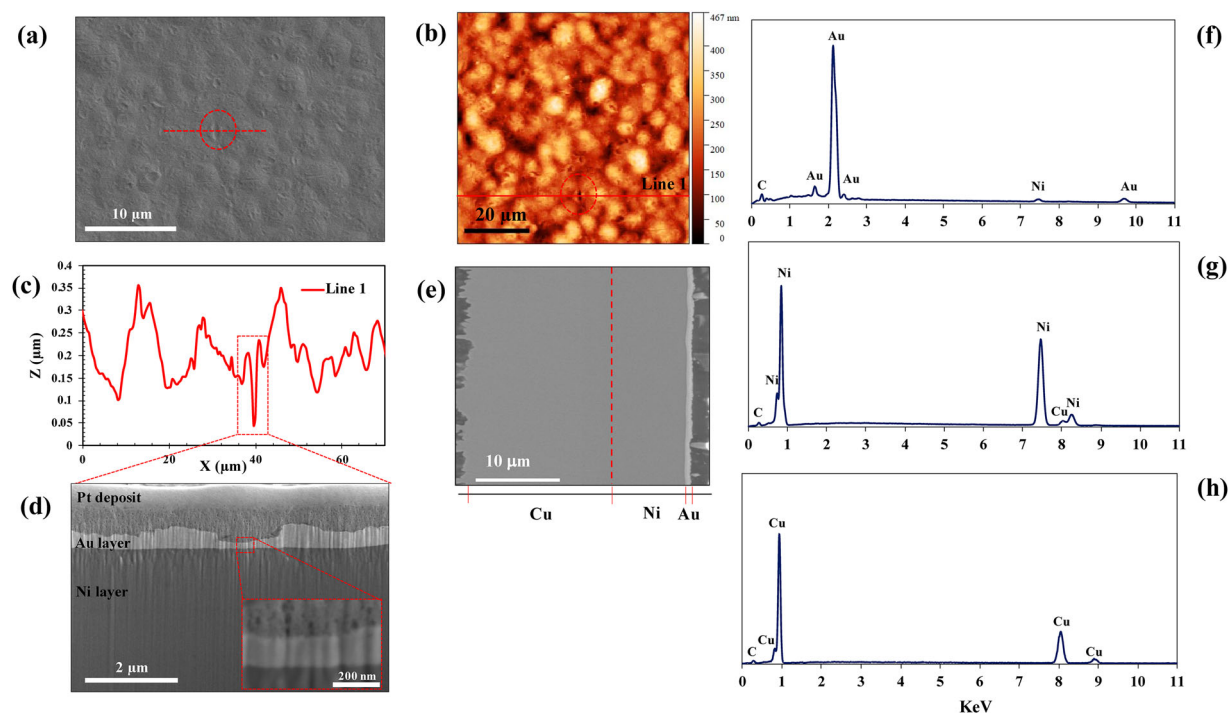 (a)
10 µm
(b)
Line 1
20 µm
467 nm
400
350
300
250
200
150
100
50
0
(c)
0.4
0.35
0.3
0.25
0.2
0.15
0.1
0.05
0
Z (µm)
Line 1
0 20 40 60
X (µm)
(d)
Pt deposit
Au layer
Ni layer
2 µm
200 nm
(e)
10 µm
Cu Ni Au
(f)
C Au Au Au Ni Au
0 1 2 3 4 5 6 7 8 9 10 11
(g)
C Ni Ni Ni Cu Ni
0 1 2 3 4 5 6 7 8 9 10 11
(h)
C Cu Cu Cu Cu
0 1 2 3 4 5 6 7 8 9 10 11
KeV